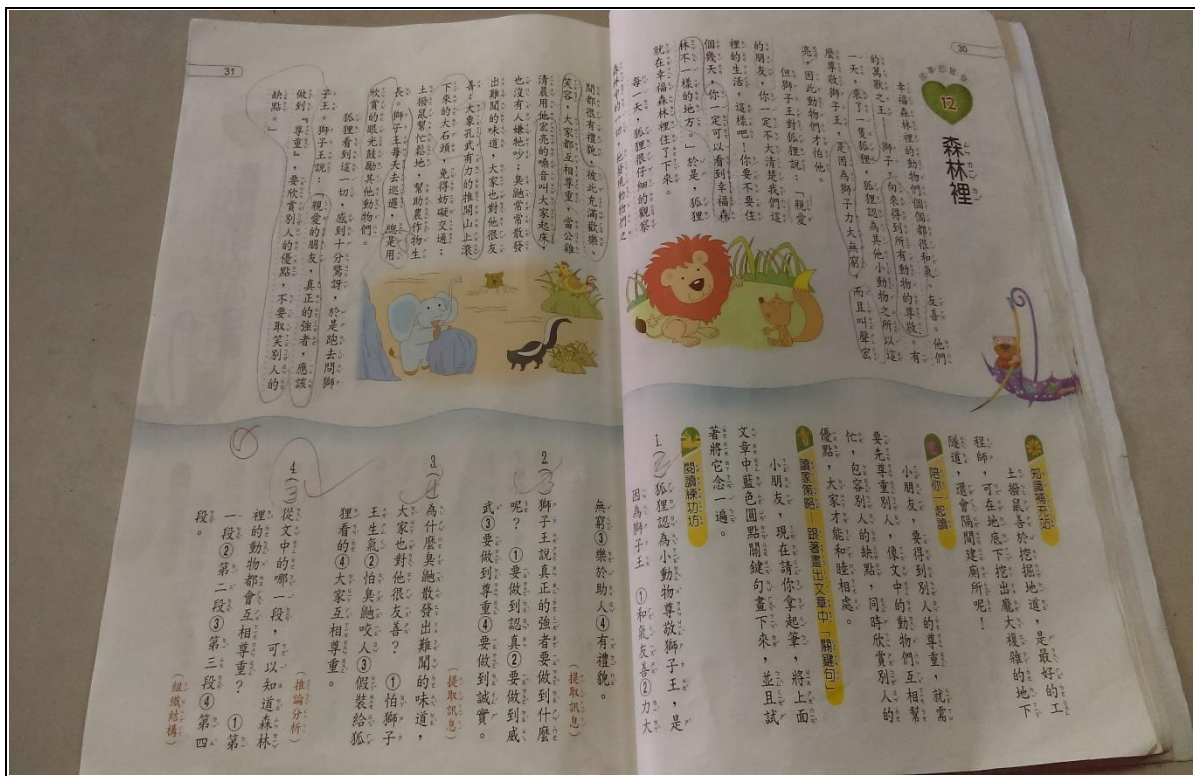 30
12
森林裡
幸福森林裡的動物們個個都很和氣、友善。他們
的萬獸之王——獅子，向來得到所有動物的尊敬。有
一天，來了一隻狐狸，狐狸認為其他小動物之所以這
麼尊敬獅子王，是因為獅子力大無窮，而且叫聲宏
亮，因此動物們才怕他。
但獅子王對狐狸說：「親愛
的朋友，你一定不大清楚我們這
裡的生活，這樣吧！你要不要住
個幾天，你一定可以看到幸福森
林不一樣的地方。」於是，狐狸
就在幸福森林裡住了下來。
每一天，狐狸很仔細的觀察
森林裡的一切，他發現動物們之
間都很有禮貌，彼此充滿歡樂、
笑容，大家都互相尊重，當公雞
清晨用他宏亮的嗓音叫大家起床，
也沒有人嫌牠吵；臭鼬常常散發
出難聞的味道，大家也對他很友
善；大象孔武有力的推開山上滾
下來的大石頭，免得妨礙交通；
土撥鼠幫忙鬆地，幫助農作物生
長。獅子王每天去巡邏，總是用
欣賞的眼光鼓勵其他動物們。
狐狸看到這一切，感到十分驚訝，於是跑去問獅
子王。獅子王說：「親愛的朋友，真正的強者，應該
做到『尊重』，要欣賞別人的優點，不要取笑別人的
缺點。」
31
知識補充站
土撥鼠善於挖掘地道，是最好的工
程師，可在地底下挖出龐大複雜的地下
隧道，還會隔間建廁所呢！
陪你一起讀
小朋友，要得到別人的尊重，就需
要先尊重別人，像文中的動物們互相幫
忙，包容別人的缺點，同時欣賞別人的
優點，大家才能和睦相處。
讀家策略—跟著畫出文章中「關鍵句」
小朋友，現在請你拿起筆，將上面
文章中藍色圓點關鍵句畫下來，並且試
著將它念一遍。
閱讀練功坊
1.（2）狐狸認為小動物尊敬獅子王，是
因為獅子王 ①和氣友善②力大
無窮③樂於助人④有禮貌。
（提取訊息）
2.（3）獅子王說真正的強者要做到什麼
呢？ ①要做到認真②要做到威
武③要做到尊重④要做到誠實。
（提取訊息）
3.（4）為什麼臭鼬散發出難聞的味道，
大家也對他很友善？ ①怕獅子
王生氣②怕臭鼬咬人③假裝給狐
狸看的④大家互相尊重。
（推論分析）
4.（3）從文中的哪一段，可以知道森林
裡的動物都會互相尊重？ ①第
一段②第二段③第三段④第四
段。
（組織結構）